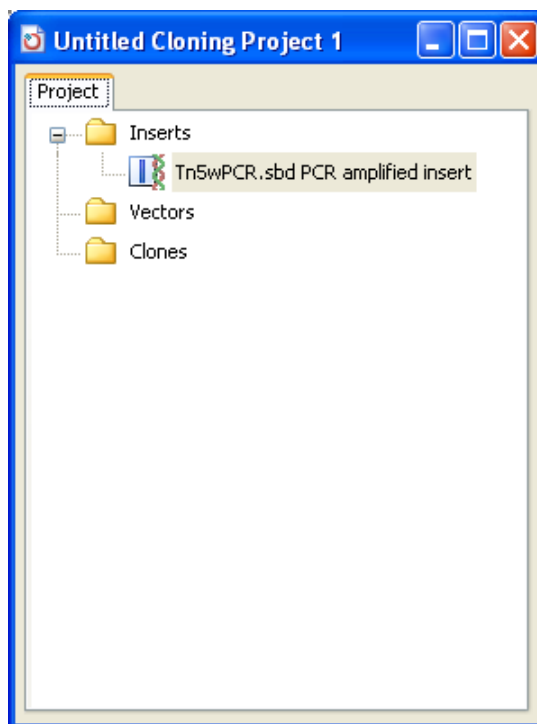 Untitled Cloning Project 1
Project
Inserts
Tn5wPCR.sbd PCR amplified insert
Vectors
Clones